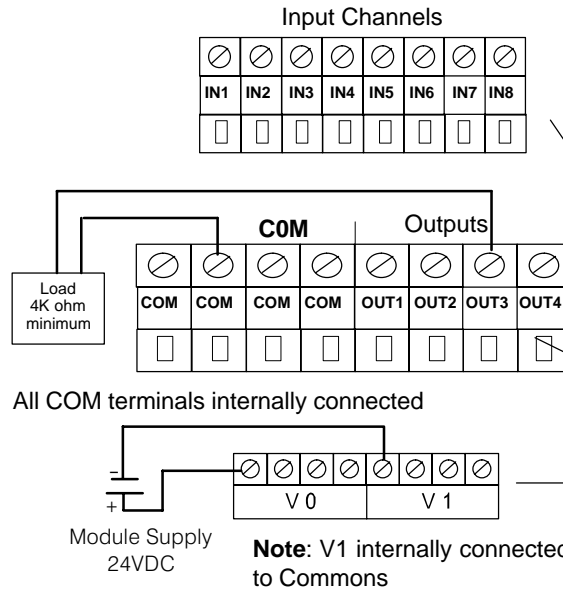 Input Channels
IN1 IN2 IN3 IN4 IN5 IN6 IN7 IN8
C0M Outputs
Load
4K ohm
minimum
COM COM COM COM OUT1 OUT2 OUT3 OUT4
All COM terminals internally connected
–
+
V 0 V 1
Module Supply
24VDC
Note: V1 internally connected
to Commons